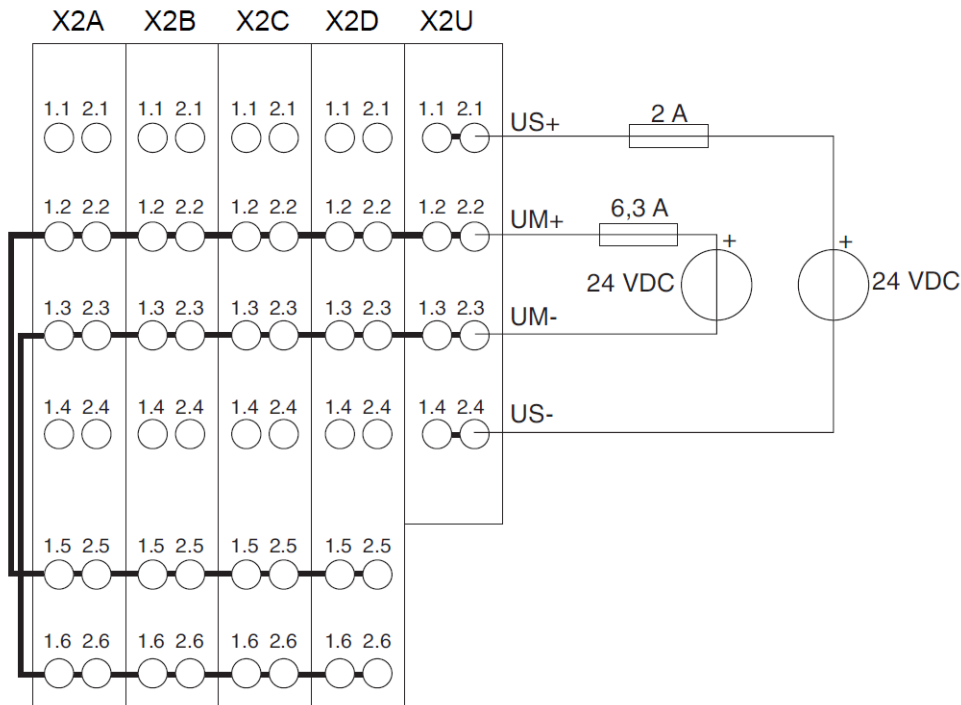 X2A X2B X2C X2D X2U
1.1 2.1 1.1 2.1 1.1 2.1 1.1 2.1 1.1 2.1 US+ 2 A
1.2 2.2 1.2 2.2 1.2 2.2 1.2 2.2 1.2 2.2 UM+ 6,3 A
+ +
24 VDC 24 VDC
1.3 2.3 1.3 2.3 1.3 2.3 1.3 2.3 1.3 2.3 UM-
1.4 2.4 1.4 2.4 1.4 2.4 1.4 2.4 1.4 2.4 US-
1.5 2.5 1.5 2.5 1.5 2.5 1.5 2.5
1.6 2.6 1.6 2.6 1.6 2.6 1.6 2.6